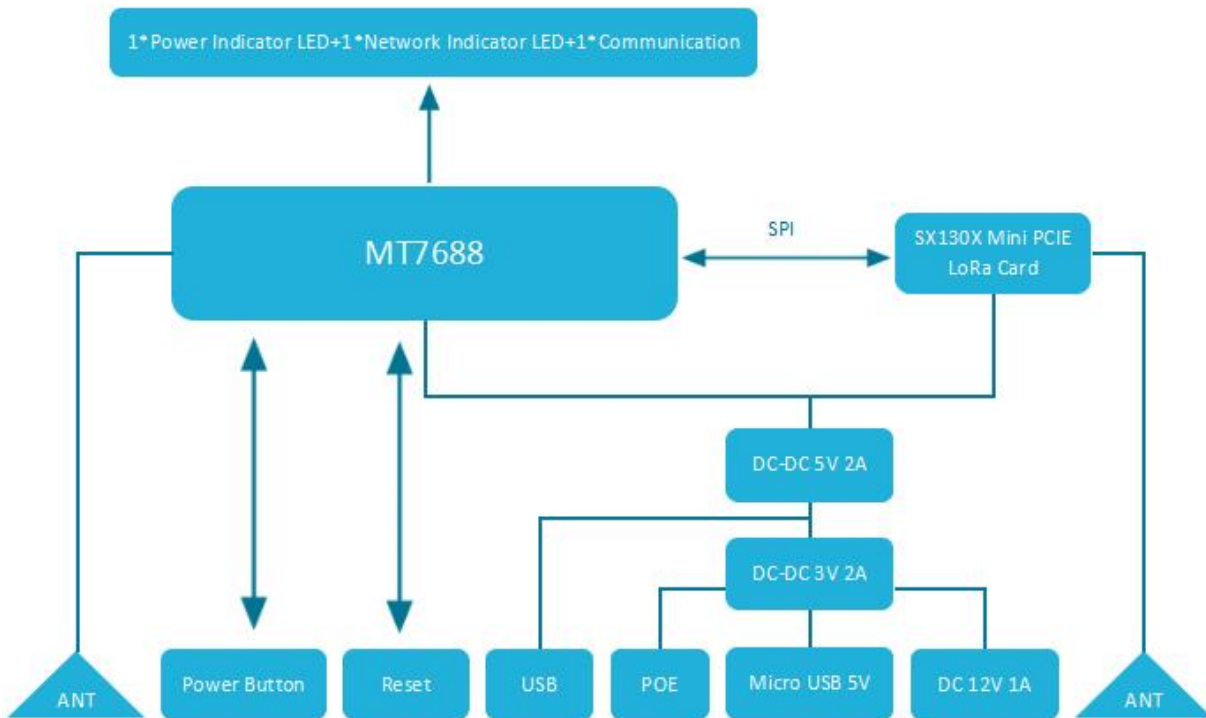 1*Power Indicator LED+1*Network Indicator LED+1*Communication
MT7688
SPI
SX130X Mini PCIE
LoRa Card
DC-DC 5V 2A
DC-DC 3V 2A
ANT
Power Button
Reset
USB
POE
Micro USB 5V
DC 12V 1A
ANT